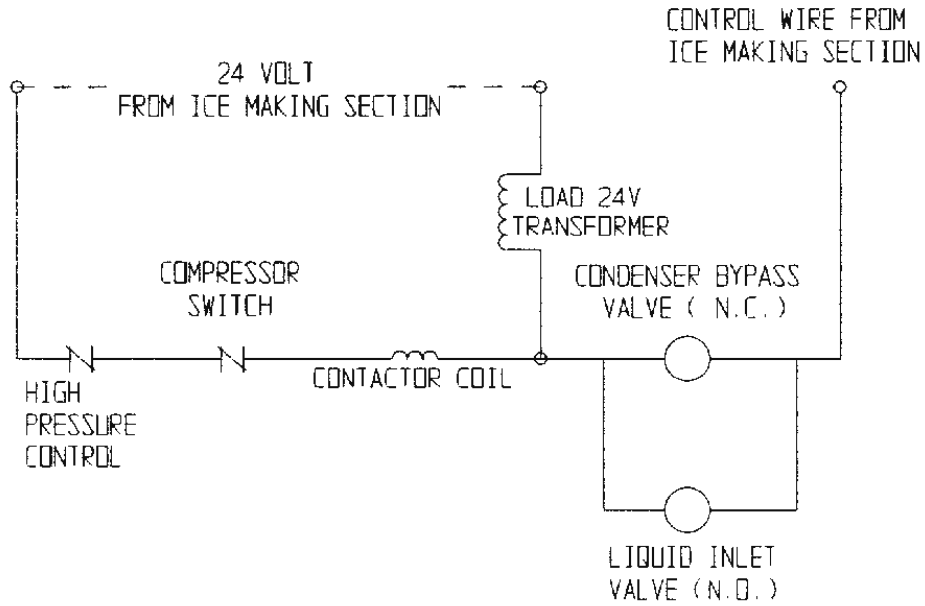 CONTROL WIRE FROM
ICE MAKING SECTION
24 VOLT
FROM ICE MAKING SECTION
LOAD 24V
TRANSFORMER
COMPRESSOR
SWITCH
CONDENSER BYPASS
VALVE ( N.C.)
CONTACTOR COIL
HIGH
PRESSURE
CONTROL
LIQUID INLET
VALVE (N.O.)